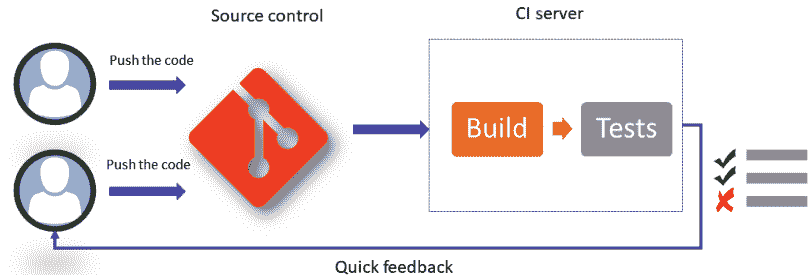 Source control
CI server
Push the code
Push the code
Build
Tests
Quick feedback